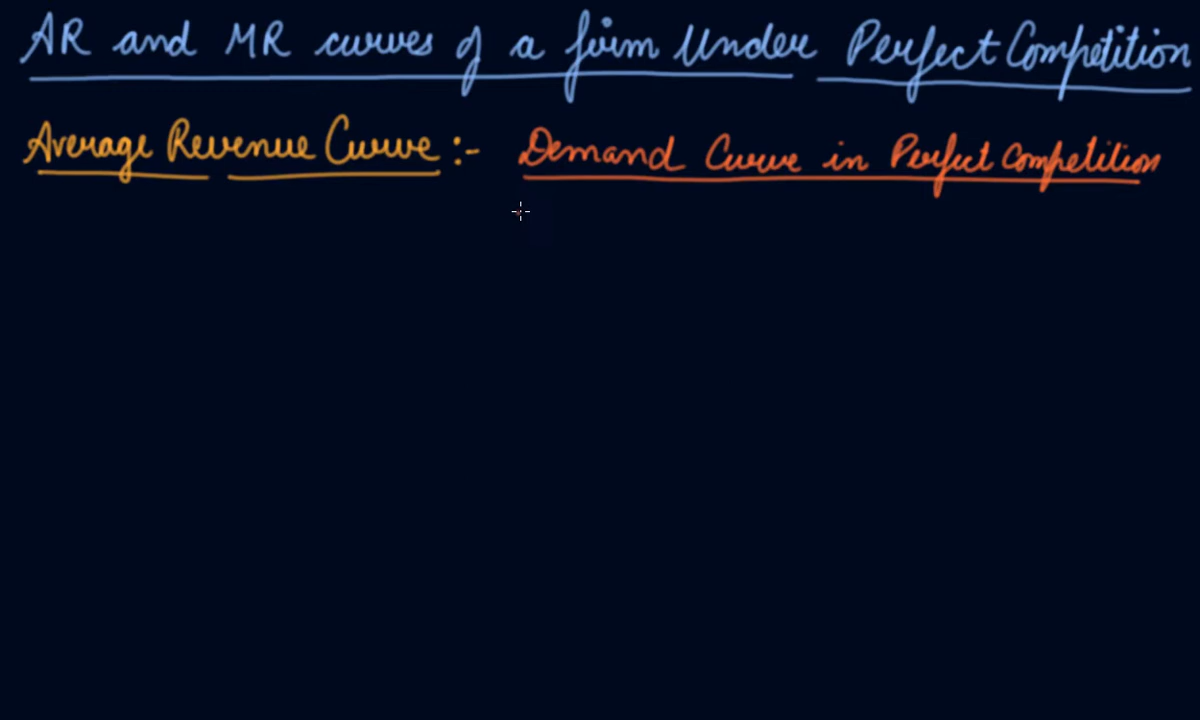 AR and MR curves of a firm Under Perfect Competition
Average Revenue Curve :- Demand Curve in Perfect Competition